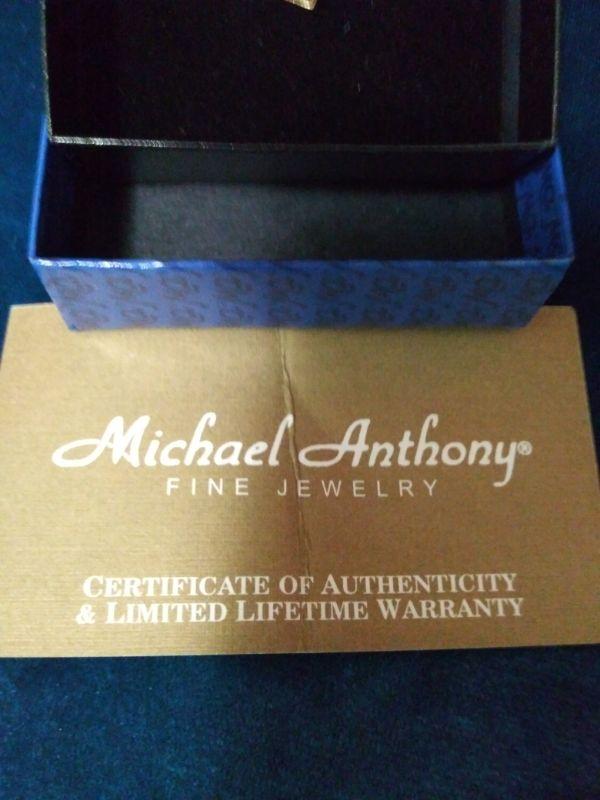 Michael Anthony®
FINE JEWELRY
CERTIFICATE OF AUTHENTICITY
& LIMITED LIFETIME WARRANTY